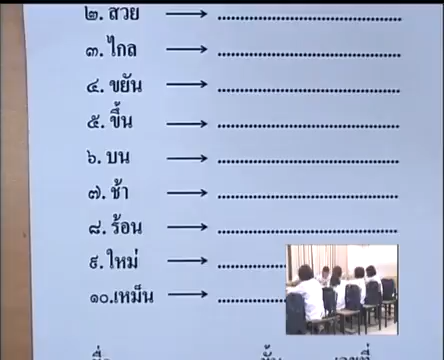 ๒. สวย → ........................................
๓. ไกล → ........................................
๔. ขยัน → ........................................
๕. ขึ้น → ........................................
๖. บน → ........................................
๗. ช้า → ........................................
๘. ร้อน → ........................................
๙. ใหม่ → ...............
๑๐.เหม็น → ...............